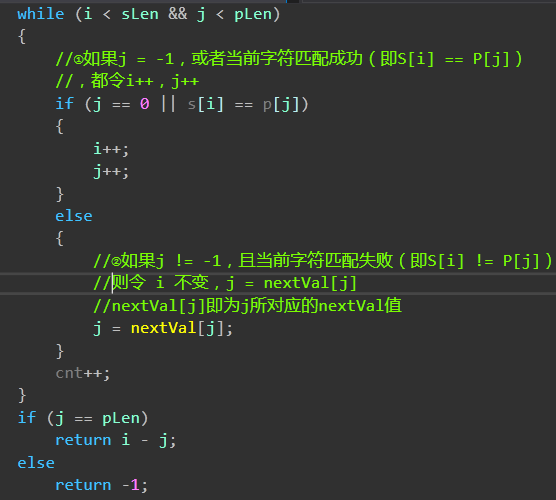 while (i < sLen && j < pLen)
{
//①如果j = -1，或者当前字符匹配成功（即S[i] == P[j]）
//，都令i++，j++
if (j == 0 || s[i] == p[j])
{
i++;
j++;
}
else
{
//②如果j != -1，且当前字符匹配失败（即S[i] != P[j]）
//则令 i 不变，j = nextVal[j]
//nextVal[j]即为j所对应的nextVal值
j = nextVal[j];
}
cnt++;
}
if (j == pLen)
return i - j;
else
return -1;